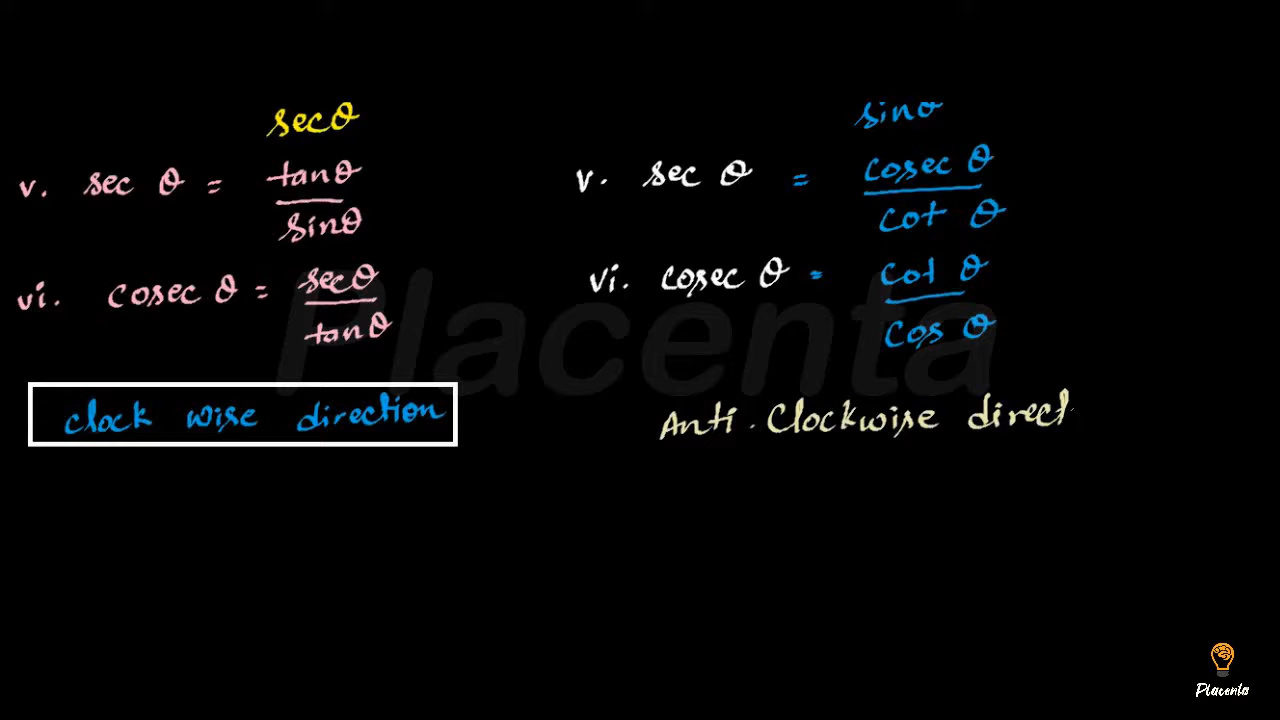 secθ
v. sec θ = tanθ
sinθ
vi. cosec θ = secθ
tanθ
clock wise direction
sinθ
v. sec θ = cosec θ
cot θ
vi. cosec θ = cot θ
cos θ
Anti. Clockwise direct
Placenta
Placenta